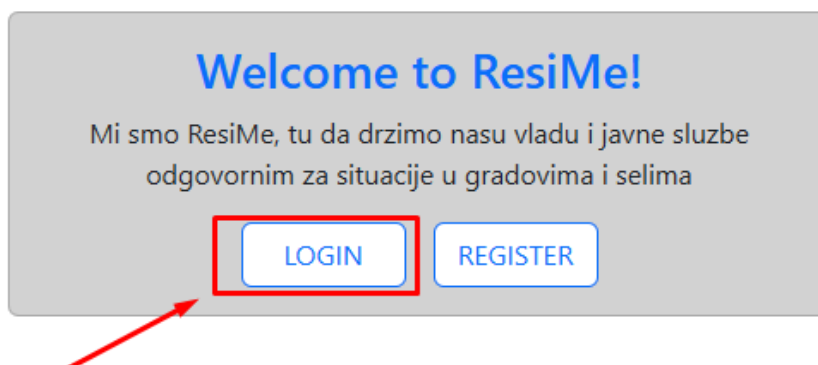 Welcome to ResiMe!
Mi smo ResiMe, tu da drzimo nasu vladu i javne sluzbe
odgovornim za situacije u gradovima i selima
LOGIN REGISTER